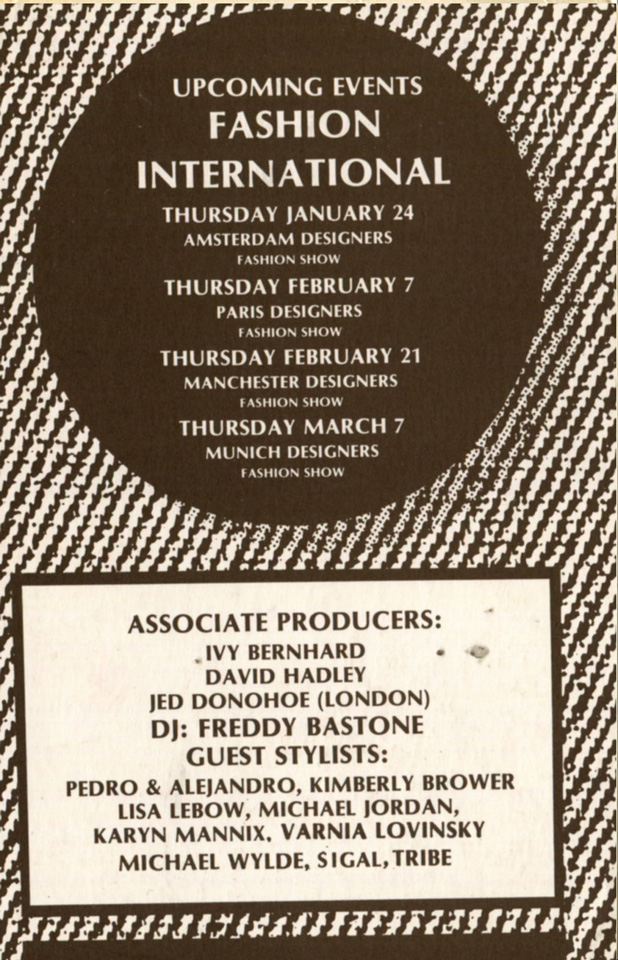 UPCOMING EVENTS
FASHION
INTERNATIONAL
THURSDAY JANUARY 24
AMSTERDAM DESIGNERS
FASHION SHOW
THURSDAY FEBRUARY 7
PARIS DESIGNERS
FASHION SHOW
THURSDAY FEBRUARY 21
MANCHESTER DESIGNERS
FASHION SHOW
THURSDAY MARCH 7
MUNICH DESIGNERS
FASHION SHOW
ASSOCIATE PRODUCERS:
IVY BERNHARD
DAVID HADLEY
JED DONOHOE (LONDON)
DJ: FREDDY BASTONE
GUEST STYLISTS:
PEDRO & ALEJANDRO, KIMBERLY BROWER
LISA LEBOW, MICHAEL JORDAN,
KARYN MANNIX, VARNIA LOVINSKY
MICHAEL WYLDE, SIGAL, TRIBE